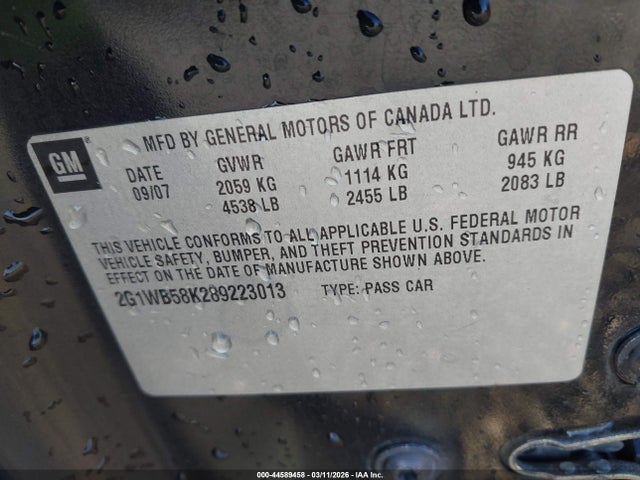 GM®
MFD BY GENERAL MOTORS OF CANADA LTD.
DATE GVWR GAWR FRT GAWR RR
09/07 2059 KG 1114 KG 945 KG
4538 LB 2455 LB 2083 LB
THIS VEHICLE CONFORMS TO ALL APPLICABLE U.S. FEDERAL MOTOR
VEHICLE SAFETY, BUMPER, AND THEFT PREVENTION STANDARDS IN
EFFECT ON THE DATE OF MANUFACTURE SHOWN ABOVE.
2G1WB58K289223013 TYPE: PASS CAR
000-44589458 - 03/11/2026 - IAA Inc.